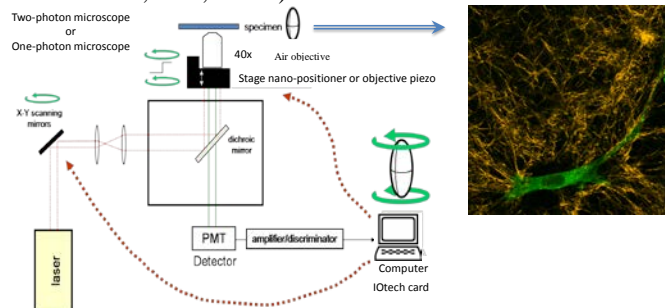 Two-photon microscope
or
One-photon microscope
specimen
40x
Air objective
Stage nano-positioner or objective piezo
X-Y scanning
mirrors
dichroic
mirror
laser
PMT
Detector
amplifier/discriminator
Computer
IOtech card